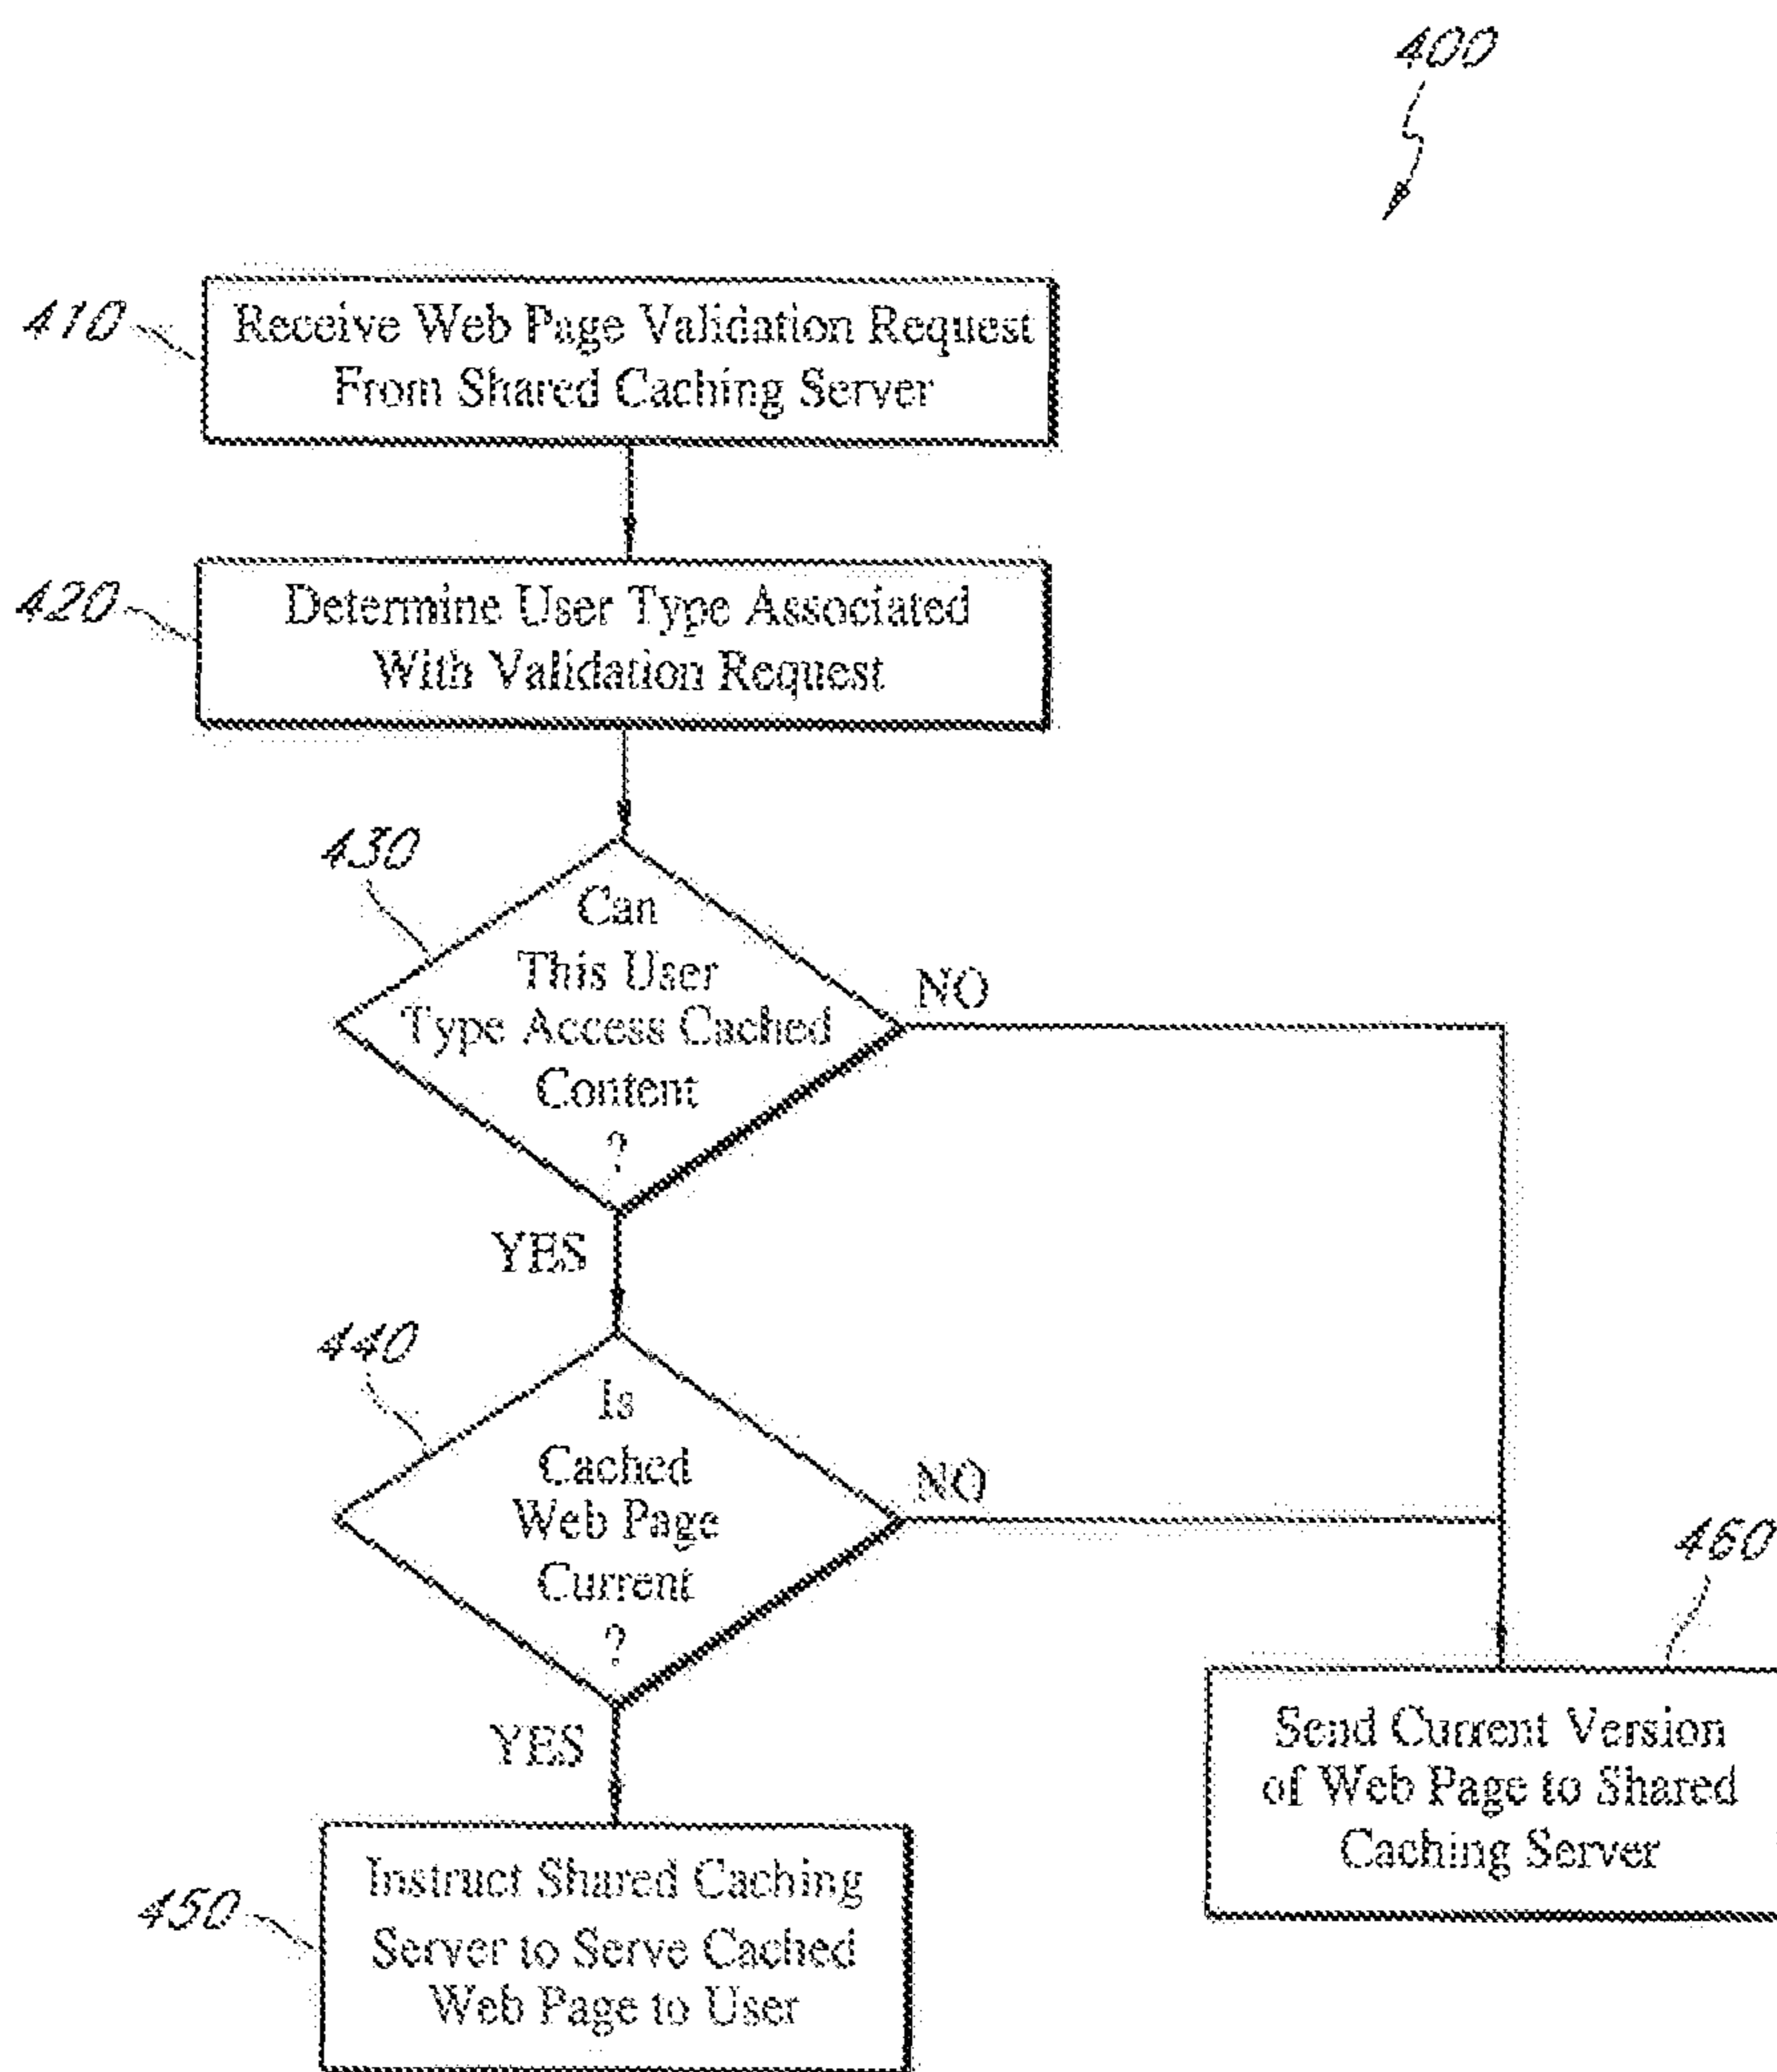 400
410
Receive Web Page Validation Request
From Shared Caching Server
420
Determine User Type Associated
With Validation Request
430
Can
This User
Type Access Cached
Content
?
NO
YES
440
Is
Cached
Web Page
Current
?
NO
YES
460
Send Current Version
of Web Page to Shared
Caching Server
450
Instruct Shared Caching
Server to Serve Cached
Web Page to User